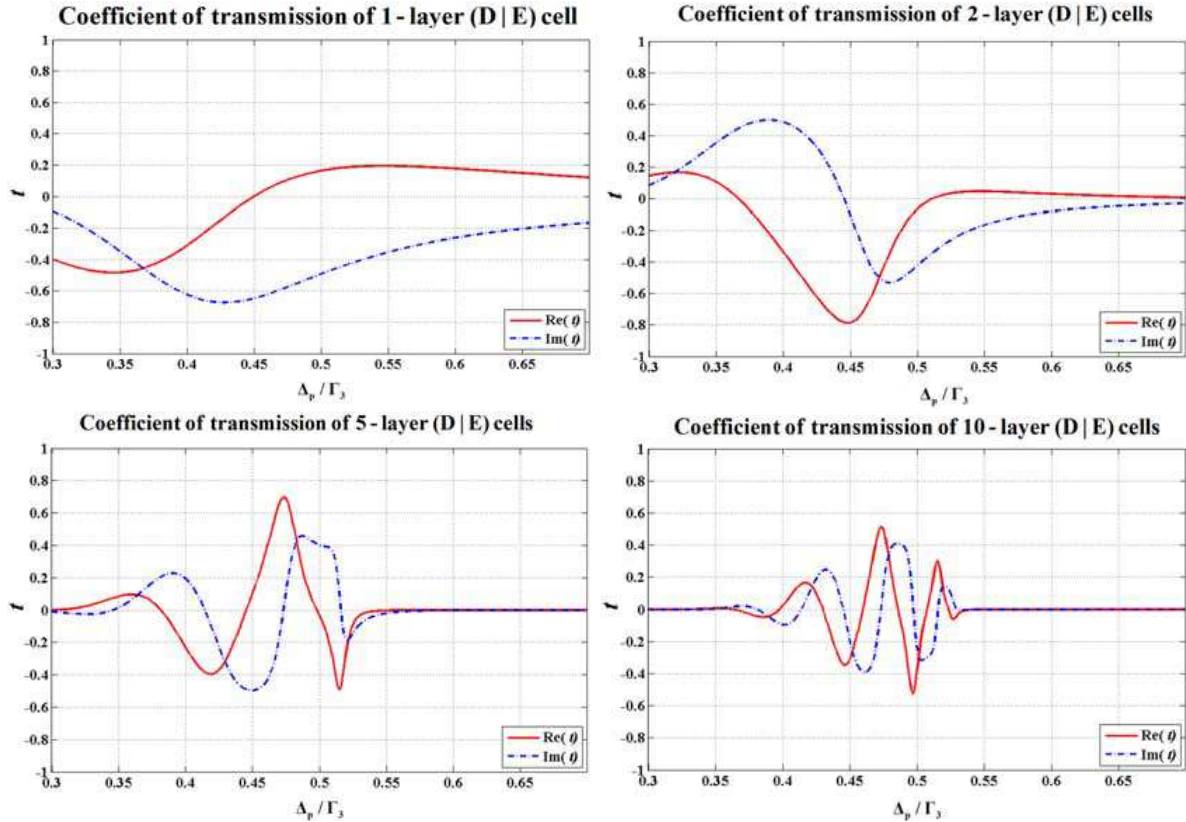 Coefficient of transmission of 1 - layer (D | E) cell
1
0.8
0.6
0.4
0.2
0
-0.2
-0.4
-0.6
-0.8
-1
t
0.3 0.35 0.4 0.45 0.5 0.55 0.6 0.65
Δp / Γ3
Re(t)
Im(t)
Coefficient of transmission of 2 - layer (D | E) cells
1
0.8
0.6
0.4
0.2
0
-0.2
-0.4
-0.6
-0.8
-1
t
0.3 0.35 0.4 0.45 0.5 0.55 0.6 0.65
Δp / Γ3
Re(t)
Im(t)
Coefficient of transmission of 5 - layer (D | E) cells
1
0.8
0.6
0.4
0.2
0
-0.2
-0.4
-0.6
-0.8
-1
t
0.3 0.35 0.4 0.45 0.5 0.55 0.6 0.65
Δp / Γ3
Re(t)
Im(t)
Coefficient of transmission of 10 - layer (D | E) cells
1
0.8
0.6
0.4
0.2
0
-0.2
-0.4
-0.6
-0.8
-1
t
0.3 0.35 0.4 0.45 0.5 0.55 0.6 0.65
Δp / Γ3
Re(t)
Im(t)